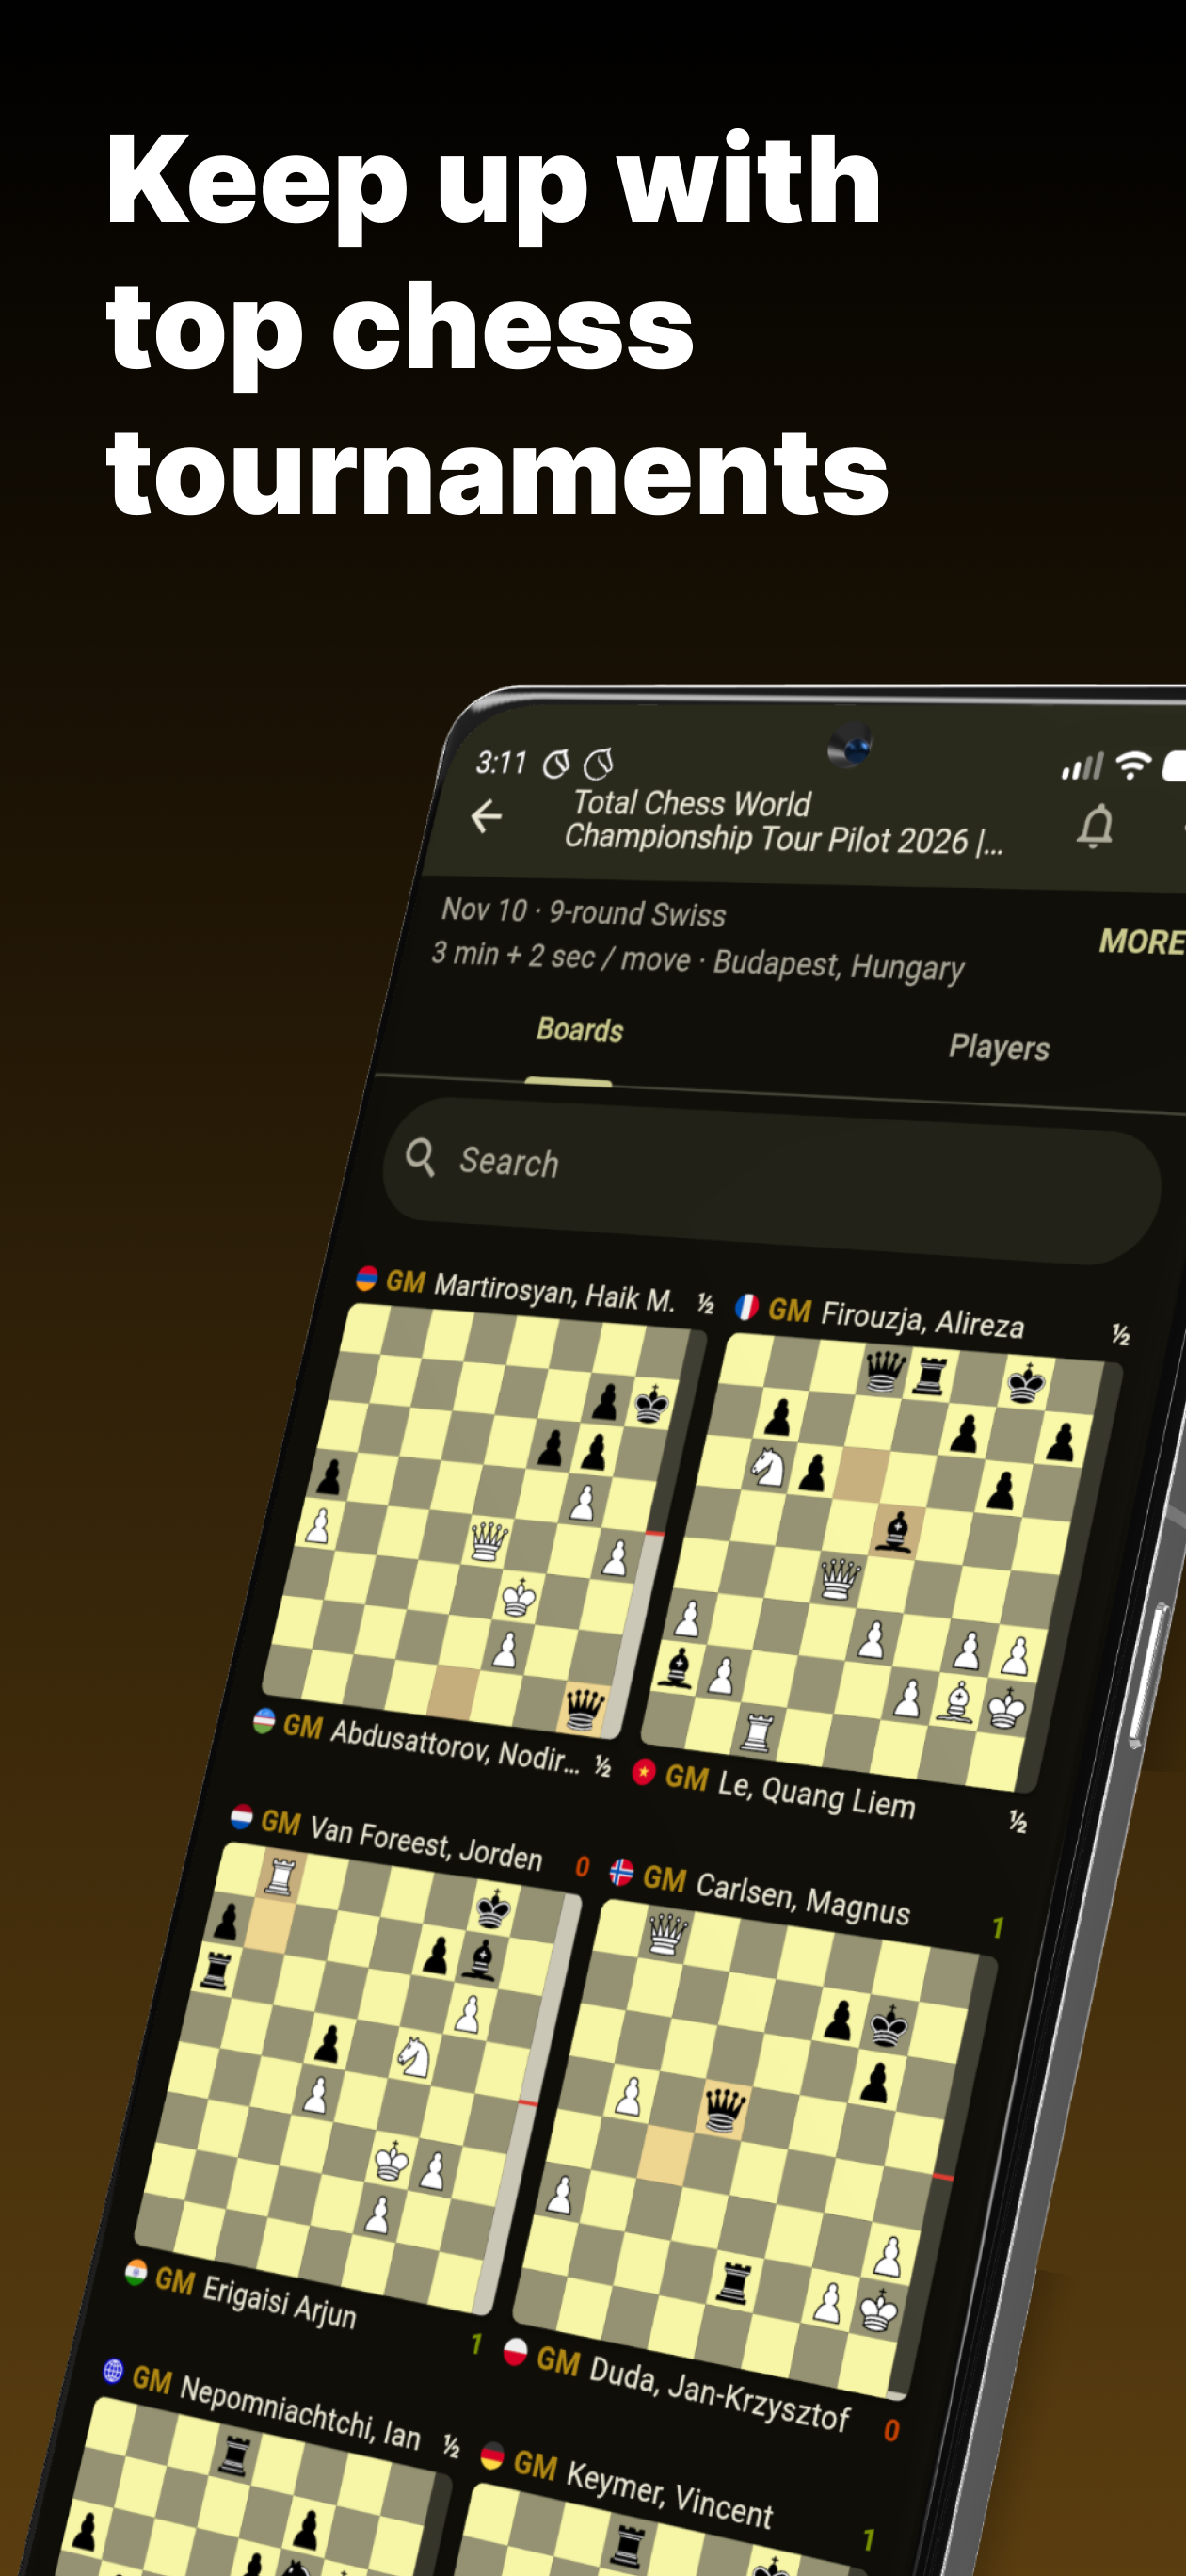 Keep up with
top chess
tournaments
3:11
Total Chess World
Championship Tour Pilot 2026 |...
Nov 10 · 9-round Swiss
3 min + 2 sec / move · Budapest, Hungary
MORE
Boards
Players
Search
GM Martirosyan, Haik M. ½
GM Firouzja, Alireza ½
GM Abdusattorov, Nodir... ½
GM Le, Quang Liem ½
GM Van Foreest, Jorden 0
GM Carlsen, Magnus 1
GM Erigaisi Arjun 1
GM Duda, Jan-Krzysztof 0
GM Nepomniachtchi, Ian ½
GM Keymer, Vincent 1